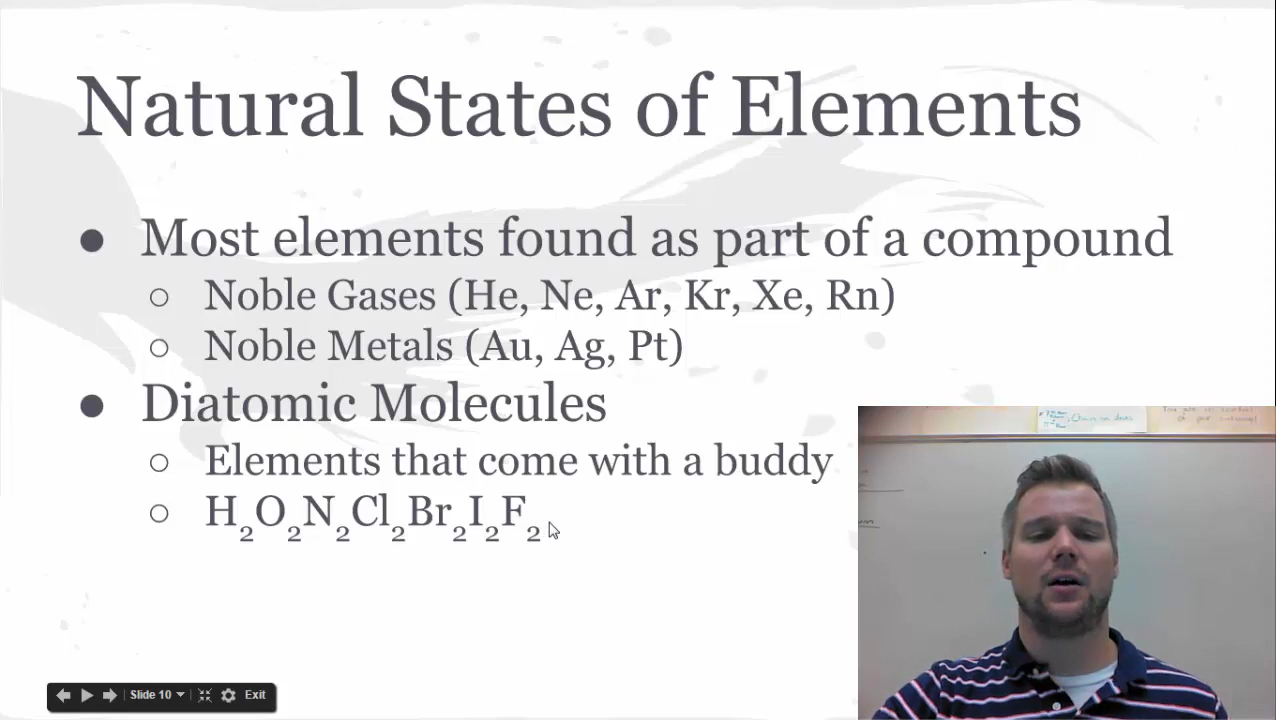 Natural States of Elements
● Most elements found as part of a compound
○ Noble Gases (He, Ne, Ar, Kr, Xe, Rn)
○ Noble Metals (Au, Ag, Pt)
● Diatomic Molecules
○ Elements that come with a buddy
○ H₂O₂N₂Cl₂Br₂I₂F₂
Slide 10
Exit